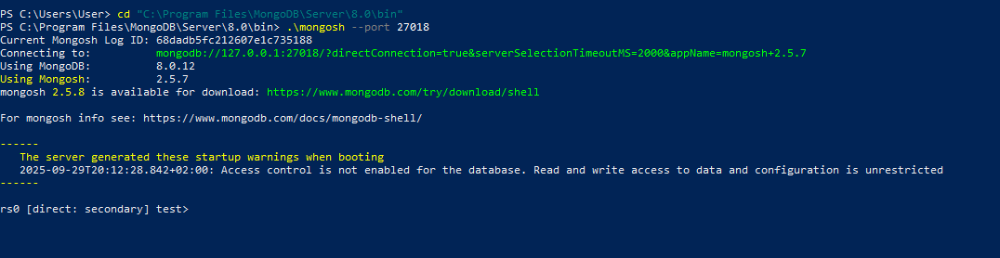 PS C:\Users\User> cd "C:\Program Files\MongoDB\Server\8.0\bin"
PS C:\Program Files\MongoDB\Server\8.0\bin> .\mongosh --port 27018
Current Mongosh Log ID: 68dadb5fc212607e1c735188
Connecting to:          mongodb://127.0.0.1:27018/?directConnection=true&serverSelectionTimeoutMS=2000&appName=mongosh+2.5.7
Using MongoDB:          8.0.12
Using Mongosh:          2.5.7
mongosh 2.5.8 is available for download: https://www.mongodb.com/try/download/shell

For mongosh info see: https://www.mongodb.com/docs/mongodb-shell/

------
   The server generated these startup warnings when booting
   2025-09-29T20:12:28.842+02:00: Access control is not enabled for the database. Read and write access to data and configuration is unrestricted
------

rs0 [direct: secondary] test>